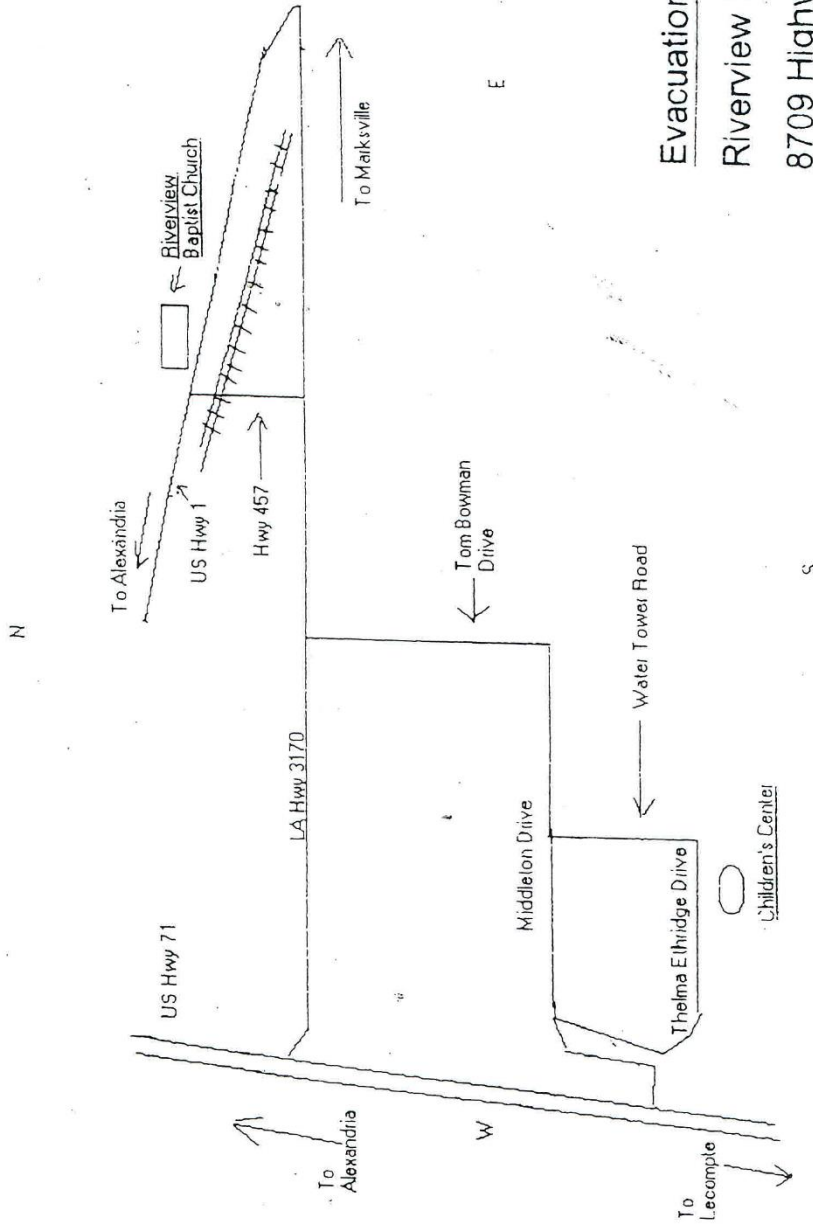 N
To Alexandria
US Hwy 1
Hwy 457
Riverview
Baptist Church
To Marksville
E
US Hwy 71
LA Hwy 3170
To
Alexandria
W
Tom Bowman
Drive
Middleton Drive
Water Tower Road
Thelma Ethridge Drive
Children's Center
To
Lecompte
S
Evacuation
Riverview
8709 Highw